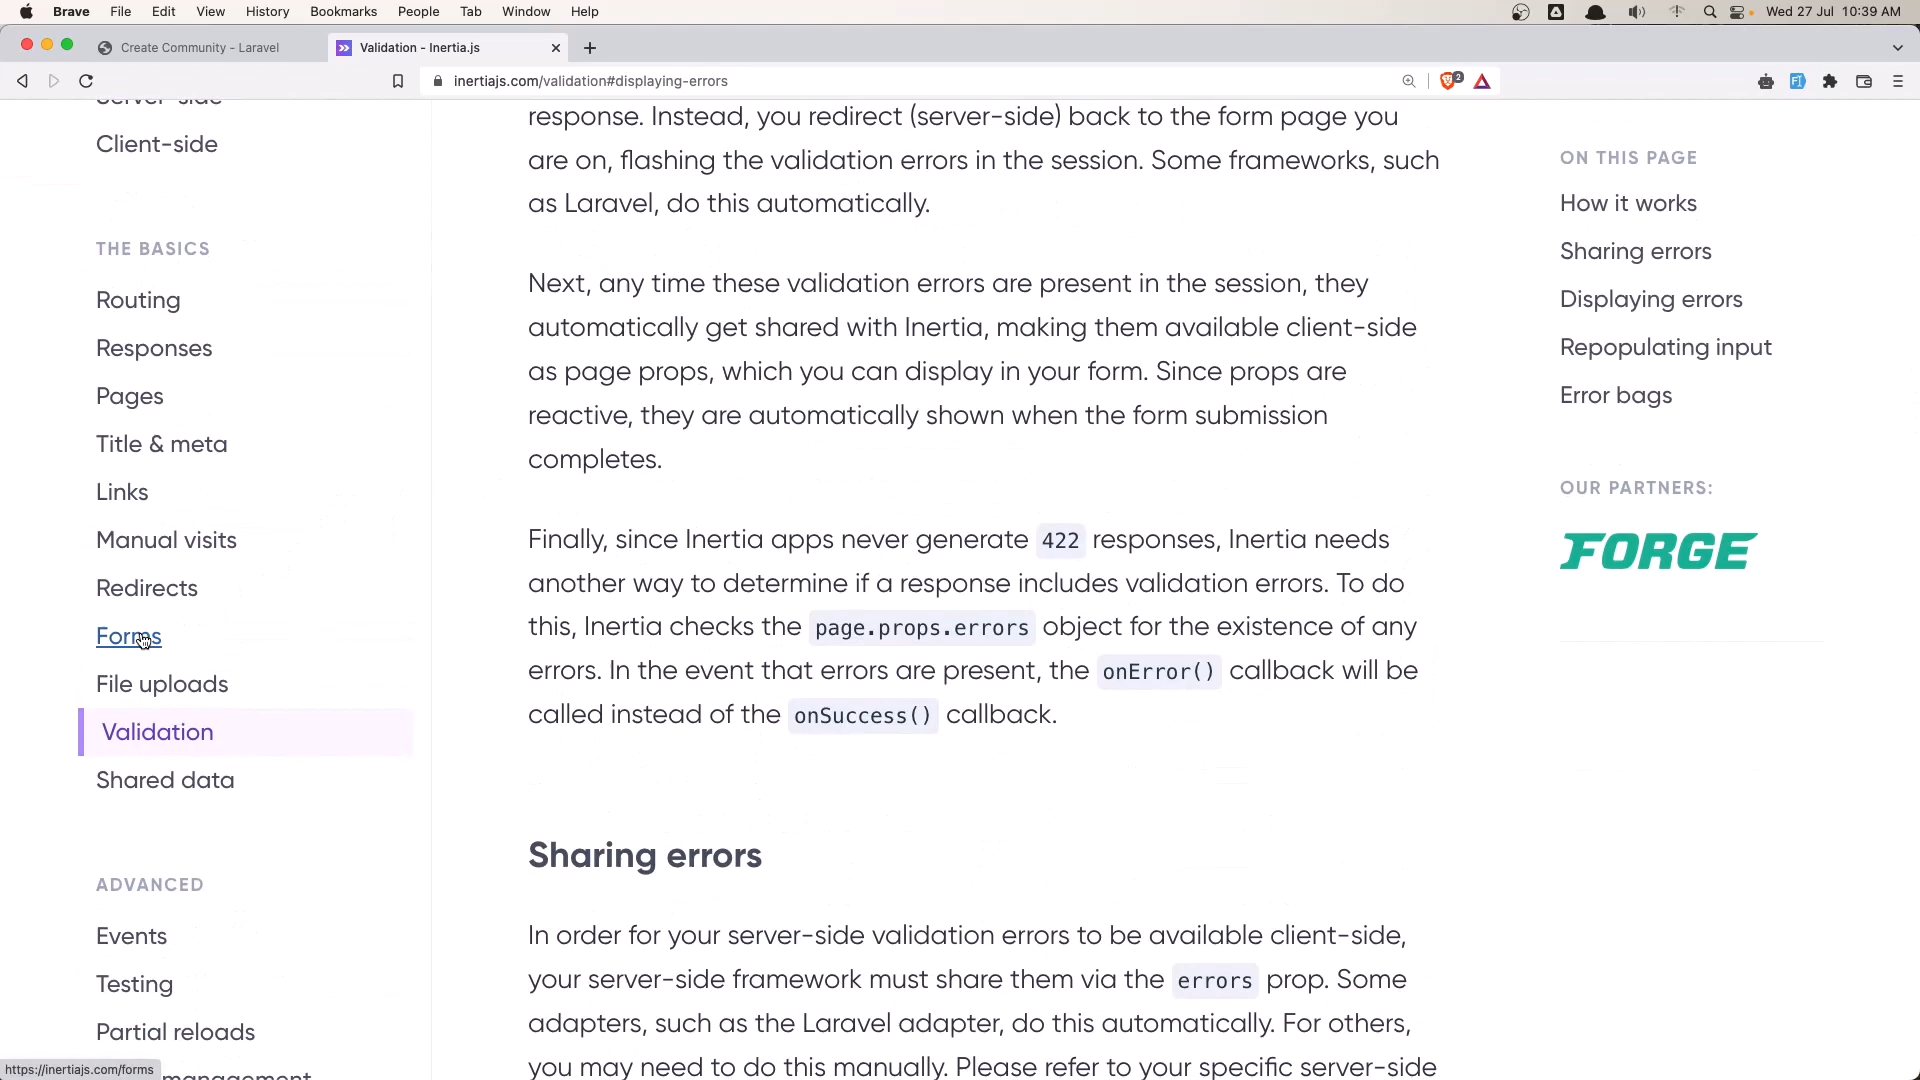 Brave File Edit View History Bookmarks People Tab Window Help
Wed 27 Jul 10:39 AM
Create Community - Laravel
Validation - Inertia.js
inertiajs.com/validation#displaying-errors
2
Server-side
Client-side
THE BASICS
Routing
Responses
Pages
Title & meta
Links
Manual visits
Redirects
Forms
File uploads
Validation
Shared data
ADVANCED
Events
Testing
Partial reloads
management
https://inertiajs.com/forms
response. Instead, you redirect (server-side) back to the form page you
are on, flashing the validation errors in the session. Some frameworks, such
as Laravel, do this automatically.
Next, any time these validation errors are present in the session, they
automatically get shared with Inertia, making them available client-side
as page props, which you can display in your form. Since props are
reactive, they are automatically shown when the form submission
completes.
Finally, since Inertia apps never generate 422 responses, Inertia needs
another way to determine if a response includes validation errors. To do
this, Inertia checks the page.props.errors object for the existence of any
errors. In the event that errors are present, the onError() callback will be
called instead of the onSuccess() callback.
Sharing errors
In order for your server-side validation errors to be available client-side,
your server-side framework must share them via the errors prop. Some
adapters, such as the Laravel adapter, do this automatically. For others,
you may need to do this manually. Please refer to your specific server-side
ON THIS PAGE
How it works
Sharing errors
Displaying errors
Repopulating input
Error bags
OUR PARTNERS:
FORGE